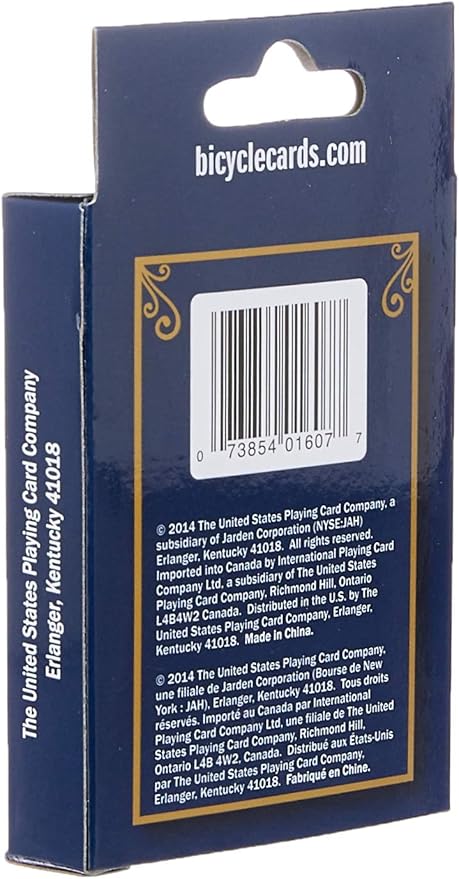 bicyclecards.com
0 73854 01607 7
© 2014 The United States Playing Card Company, a
subsidiary of Jarden Corporation (NYSE:JAH)
Erlanger, Kentucky 41018. All rights reserved.
Imported into Canada by International Playing Card
Company Ltd., a subsidiary of The United States
Playing Card Company, Richmond Hill, Ontario
L4B4W2 Canada. Distributed in the U.S. by The
United States Playing Card Company, Erlanger,
Kentucky 41018. Made in China.
© 2014 The United States Playing Card Company,
une filiale de Jarden Corporation (Bourse de New
York : JAH), Erlanger, Kentucky 41018. Tous droits
réservés. Importé au Canada par International
Playing Card Company Ltd, une filiale de The United
States Playing Card Company, Richmond Hill,
Ontario L4B 4W2, Canada. Distribué aux États-Unis
par The United States Playing Card Company,
Erlanger, Kentucky 41018. Fabriqué en Chine.
The United States Playing Card Company
Erlanger, Kentucky 41018